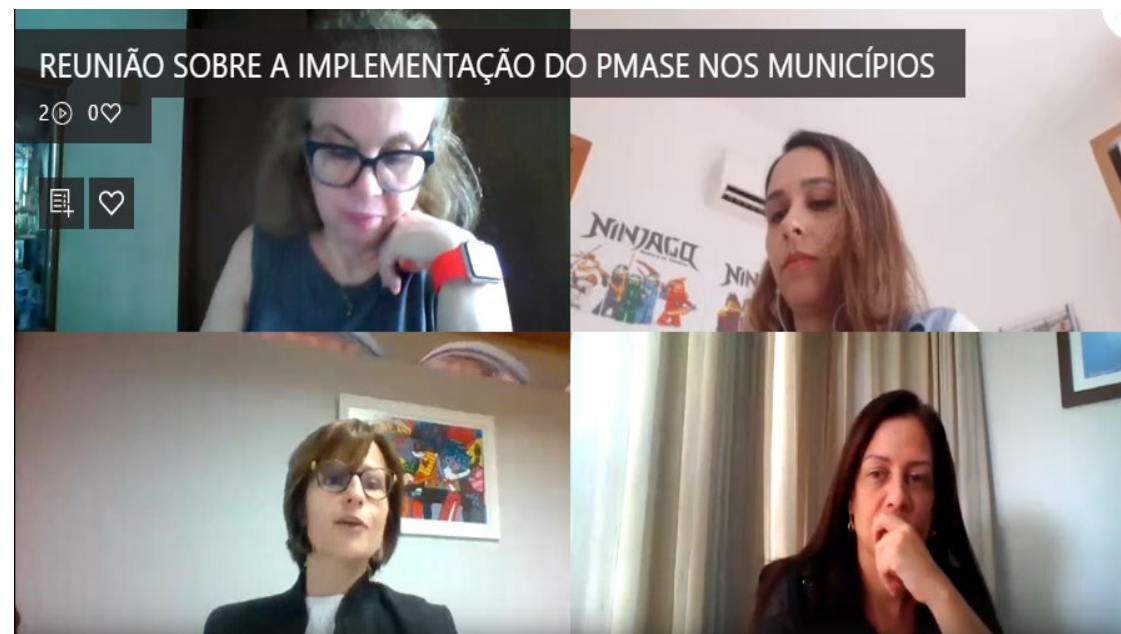 REUNIÃO SOBRE A IMPLEMENTAÇÃO DO PMASE NOS MUNICÍPIOS
2 0
NINJAGO
NIN